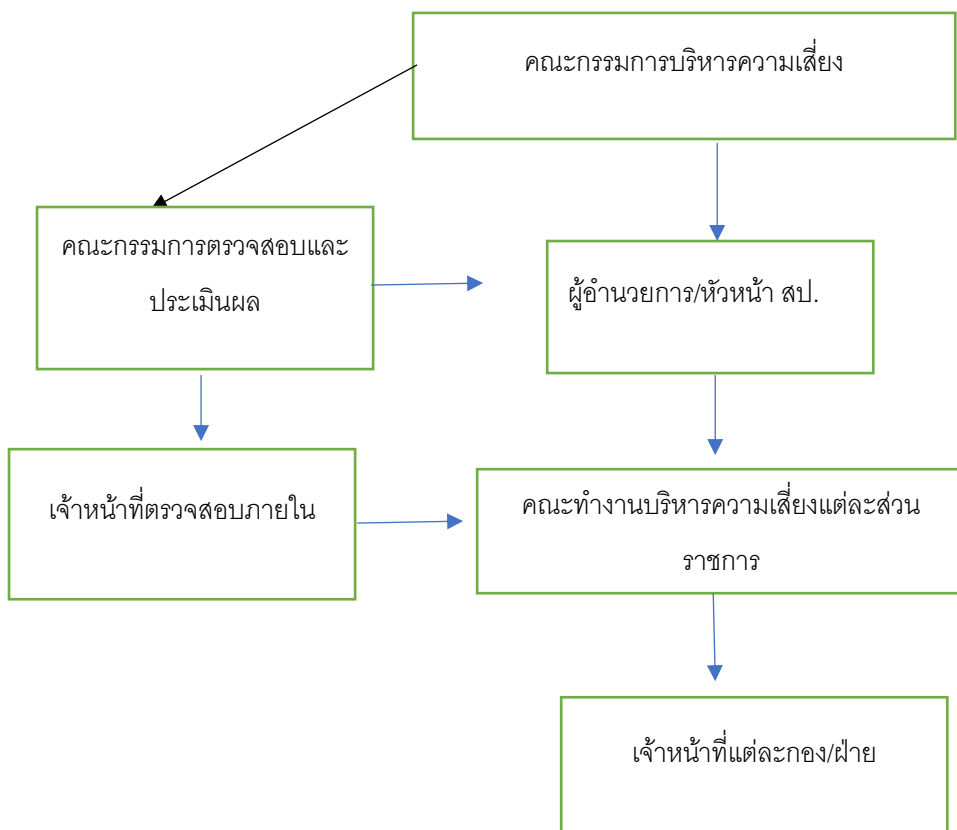 คณะกรรมการบริหารความเสี่ยง
คณะกรรมการตรวจสอบและ
ประเมินผล
ผู้อำนวยการ/หัวหน้า สป.
เจ้าหน้าที่ตรวจสอบภายใน
คณะทำงานบริหารความเสี่ยงแต่ละส่วน
ราชการ
เจ้าหน้าที่แต่ละกอง/ฝ่าย